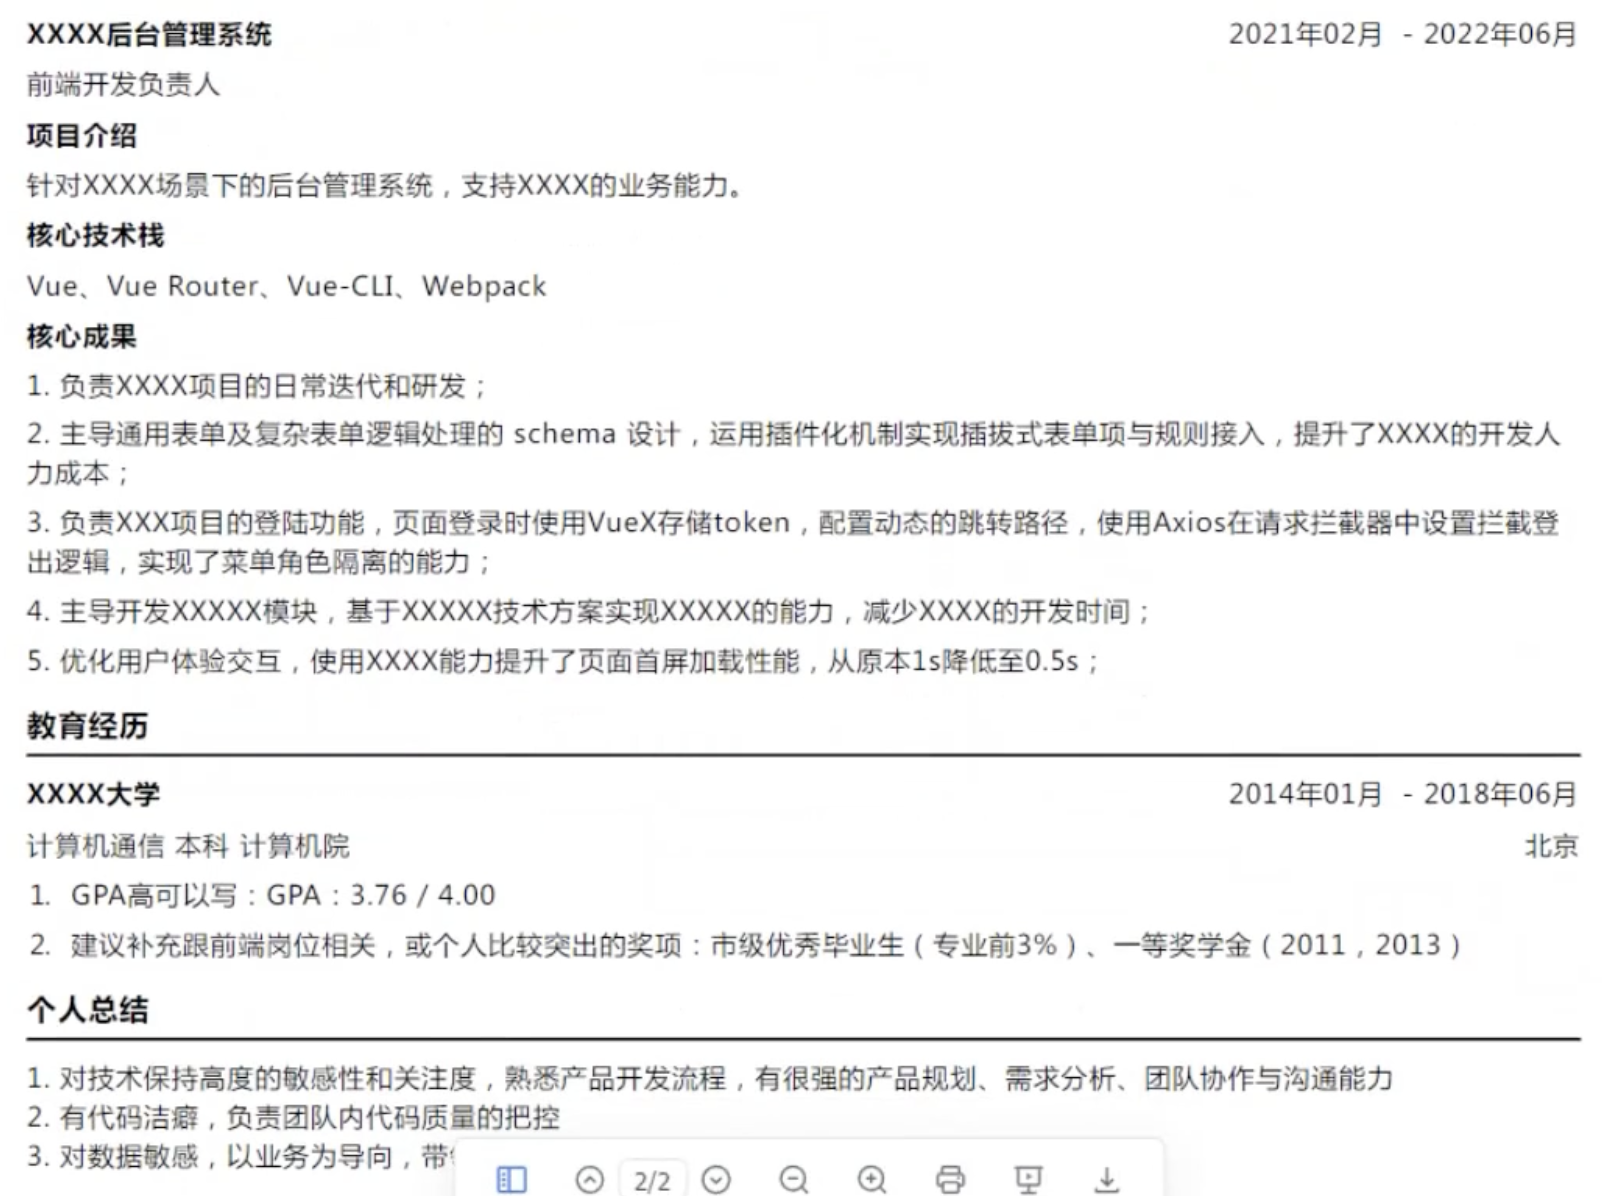 XXXX后台管理系统 2021年02月 - 2022年06月
前端开发负责人
项目介绍
针对XXXX场景下的后台管理系统，支持XXXX的业务能力。
核心技术栈
Vue、Vue Router、Vue-CLI、Webpack
核心成果
1. 负责XXXX项目的日常迭代和研发；
2. 主导通用表单及复杂表单逻辑处理的 schema 设计，运用插件化机制实现插拔式表单项与规则接入，提升了XXXX的开发人
力成本；
3. 负责XXX项目的登陆功能，页面登录时使用VueX存储token，配置动态的跳转路径，使用Axios在请求拦截器中设置拦截登
出逻辑，实现了菜单角色隔离的能力；
4. 主导开发XXXXX模块，基于XXXXX技术方案实现XXXXX的能力，减少XXXX的开发时间；
5. 优化用户体验交互，使用XXXX能力提升了页面首屏加载性能，从原本1s降低至0.5s；
教育经历
XXXX大学 2014年01月 - 2018年06月
计算机通信 本科 计算机院 北京
1. GPA高可以写：GPA：3.76 / 4.00
2. 建议补充跟前端岗位相关，或个人比较突出的奖项：市级优秀毕业生（专业前3%）、一等奖学金（2011，2013）
个人总结
1. 对技术保持高度的敏感性和关注度，熟悉产品开发流程，有很强的产品规划、需求分析、团队协作与沟通能力
2. 有代码洁癖，负责团队内代码质量的把控
3. 对数据敏感，以业务为导向，带
2/2